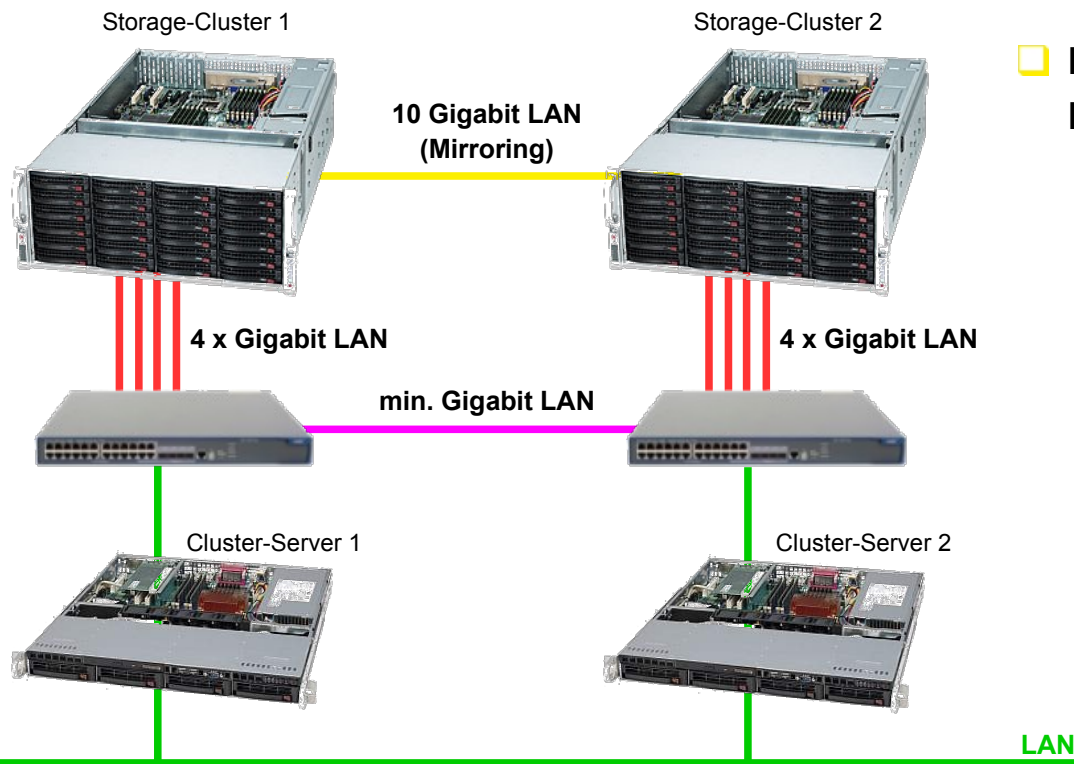 Storage-Cluster 1
Storage-Cluster 2
10 Gigabit LAN
(Mirroring)
4 x Gigabit LAN
4 x Gigabit LAN
min. Gigabit LAN
Cluster-Server 1
Cluster-Server 2
LAN